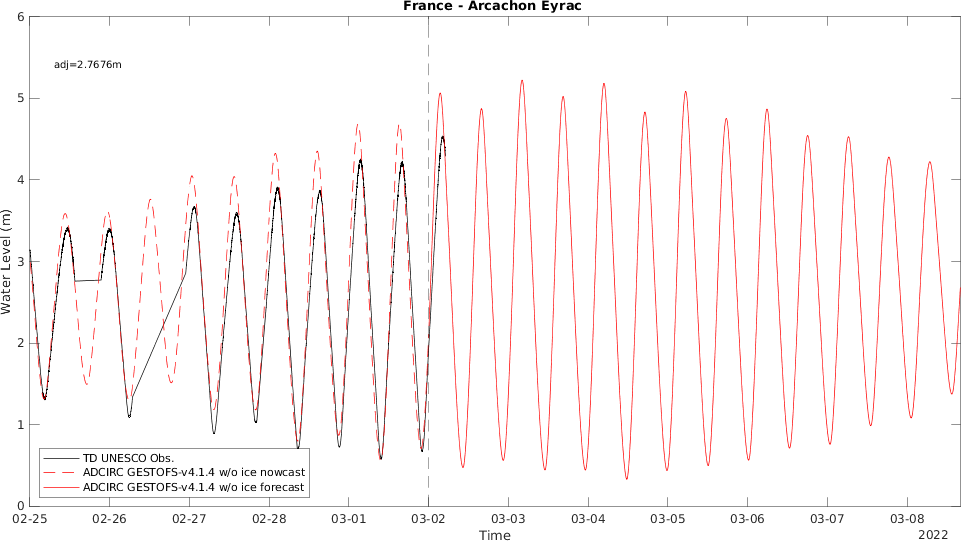 France - Arcachon Eyrac
adj=2.7676m
6
5
4
3
2
1
0
Water Level (m)
TD UNESCO Obs.
ADCIRC GESTOFS-v4.1.4 w/o ice nowcast
ADCIRC GESTOFS-v4.1.4 w/o ice forecast
02-25 02-26 02-27 02-28 03-01 03-02 03-03 03-04 03-05 03-06 03-07 03-08
Time
2022